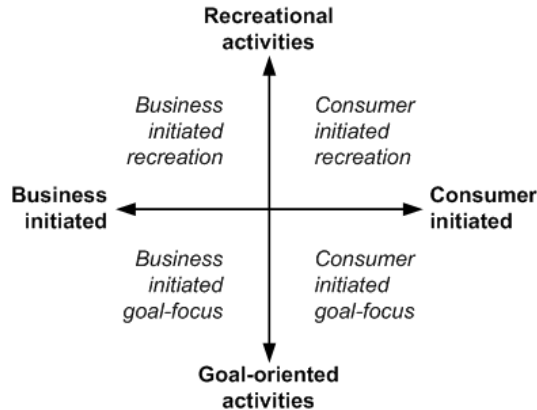 Recreational
activities
Business
initiated
recreation
Consumer
initiated
recreation
Business
initiated
Consumer
initiated
Business
initiated
goal-focus
Consumer
initiated
goal-focus
Goal-oriented
activities